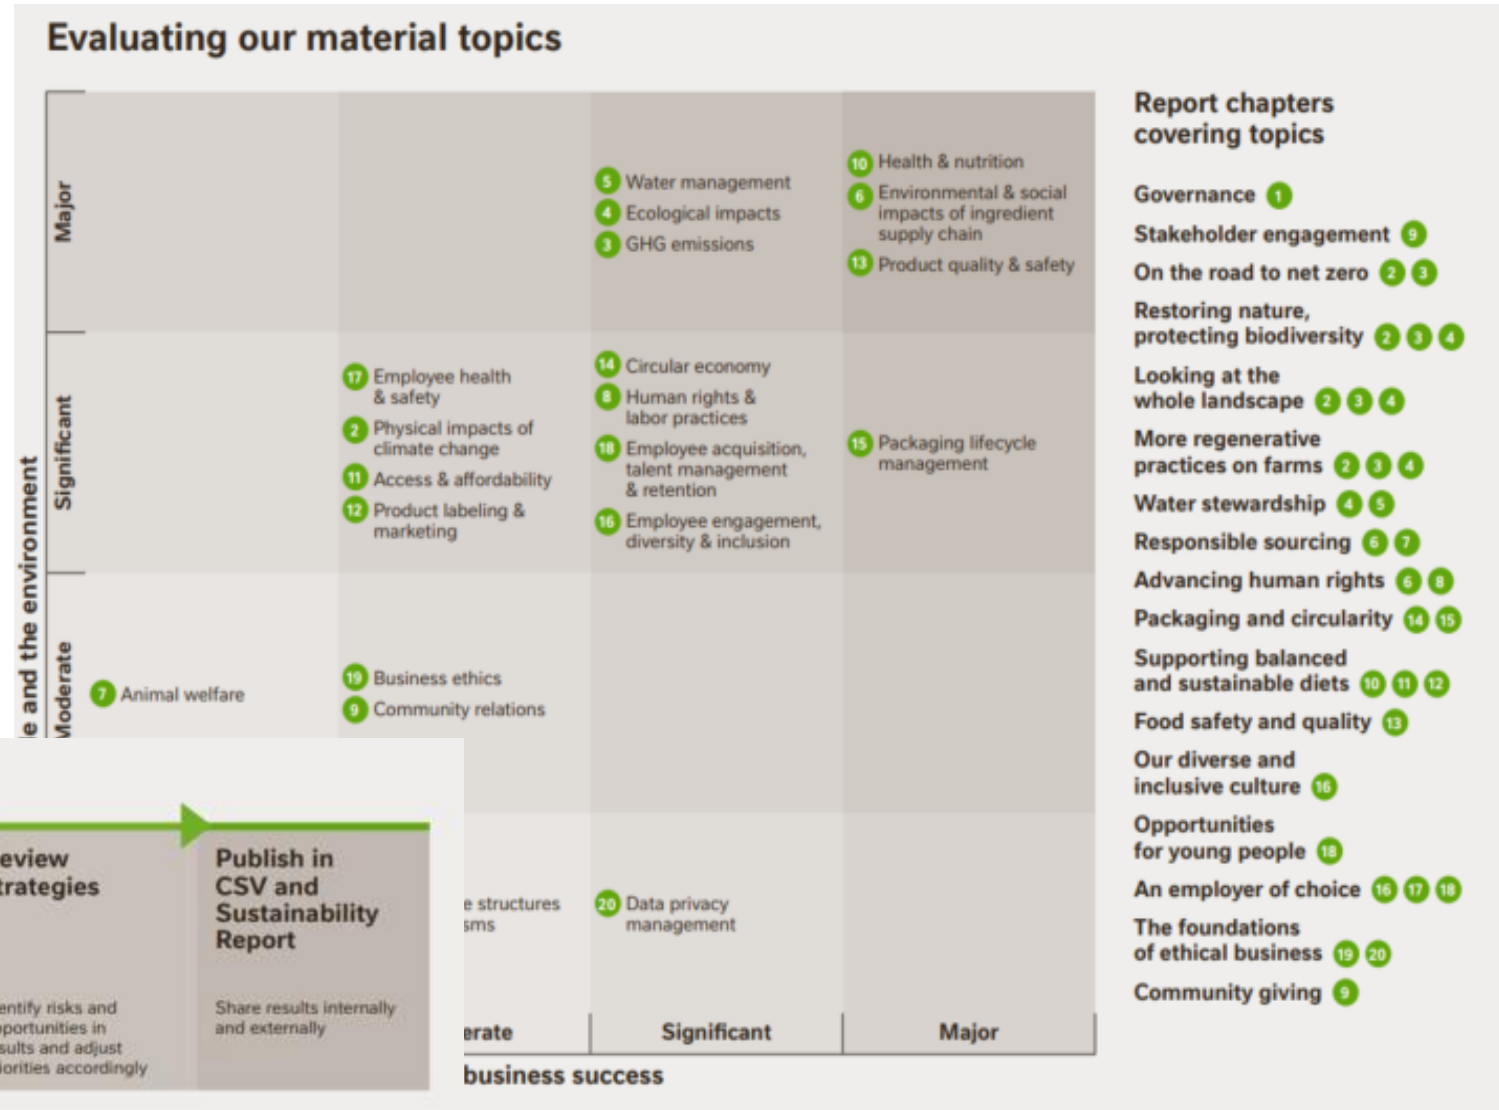 Evaluating our material topics
Major
5 Water management
4 Ecological impacts
3 GHG emissions
10 Health & nutrition
6 Environmental & social
impacts of ingredient
supply chain
13 Product quality & safety
Significant
17 Employee health
& safety
2 Physical impacts of
climate change
11 Access & affordability
12 Product labeling &
marketing
14 Circular economy
8 Human rights &
labor practices
18 Employee acquisition,
talent management
& retention
16 Employee engagement,
diversity & inclusion
15 Packaging lifecycle
management
and the environment
Moderate
7 Animal welfare
19 Business ethics
9 Community relations
structures
20 Data privacy
management
Significant
Major
business success
Publish in
CSV and
Sustainability
Report
risks and
in
and adjust
accordingly
Share results internally
and externally
Report chapters
covering topics
Governance 1
Stakeholder engagement 9
On the road to net zero 2 3
Restoring nature,
protecting biodiversity 2 3 4
Looking at the
whole landscape 2 3 4
More regenerative
practices on farms 2 3 4
Water stewardship 4 5
Responsible sourcing 6 7
Advancing human rights 6 8
Packaging and circularity 14 15
Supporting balanced
and sustainable diets 10 11 12
Food safety and quality 13
Our diverse and
inclusive culture 16
Opportunities
for young people 18
An employer of choice 16 17 18
The foundations
of ethical business 19 20
Community giving 9